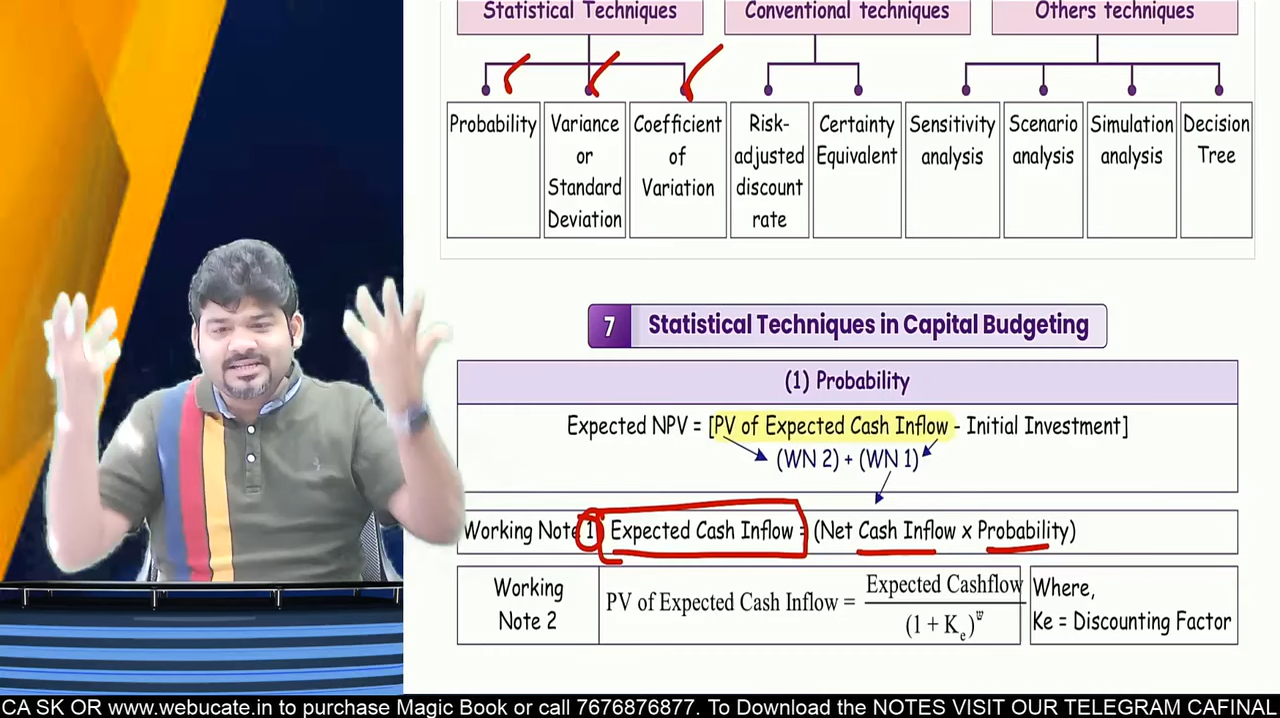 Statistical Techniques
Conventional techniques
Others techniques
Probability
Variance
or
Standard
Deviation
Coefficient
of
Variation
Risk-
adjusted
discount
rate
Certainty
Equivalent
Sensitivity
analysis
Scenario
analysis
Simulation
analysis
Decision
Tree
7 Statistical Techniques in Capital Budgeting
(1) Probability
Expected NPV = [PV of Expected Cash Inflow - Initial Investment]
(WN 2) + (WN 1)
Working Note 1 Expected Cash Inflow = (Net Cash Inflow x Probability)
Working
Note 2
PV of Expected Cash Inflow = Expected Cashflow
(1 + Ke)
Where,
Ke = Discounting Factor
CA SK OR www.webucate.in to purchase Magic Book or call 7676876877. To Download the NOTES VISIT OUR TELEGRAM CAFINAL